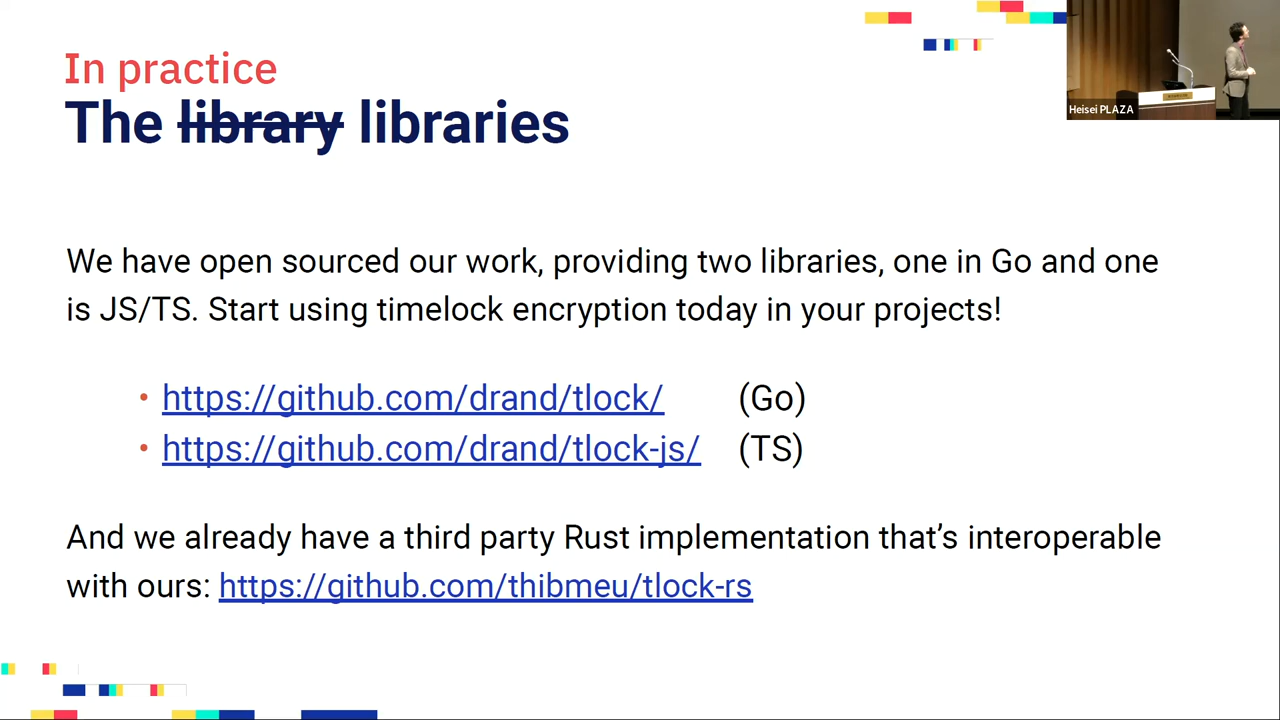 In practice
The library libraries
Heisei PLAZA
We have open sourced our work, providing two libraries, one in Go and one
is JS/TS. Start using timelock encryption today in your projects!
• https://github.com/drand/tlock/ (Go)
• https://github.com/drand/tlock-js/ (TS)
And we already have a third party Rust implementation that’s interoperable
with ours: https://github.com/thibmeu/tlock-rs